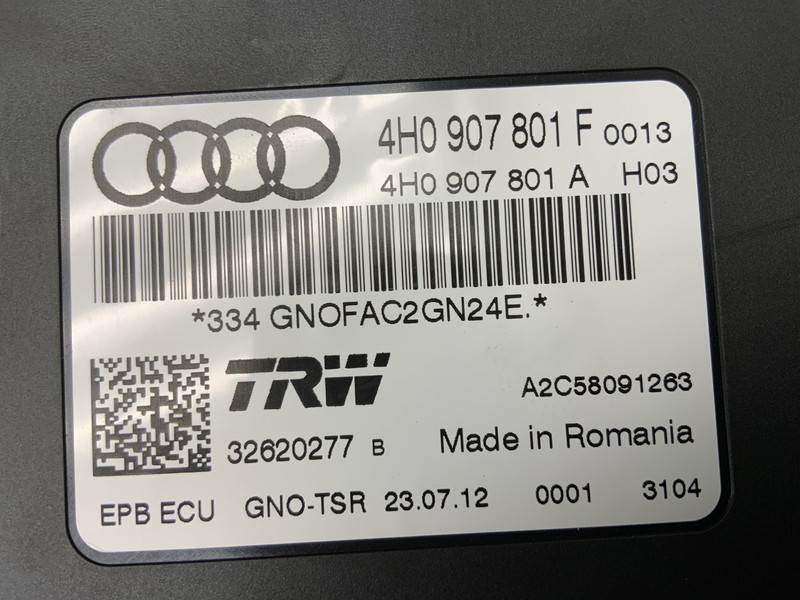 4H0 907 801 F 0013
4H0 907 801 A H03
*334 GNOFAC2GN24E.*
TRW
A2C58091263
32620277 B
Made in Romania
EPB ECU GNO-TSR 23.07.12 0001 3104